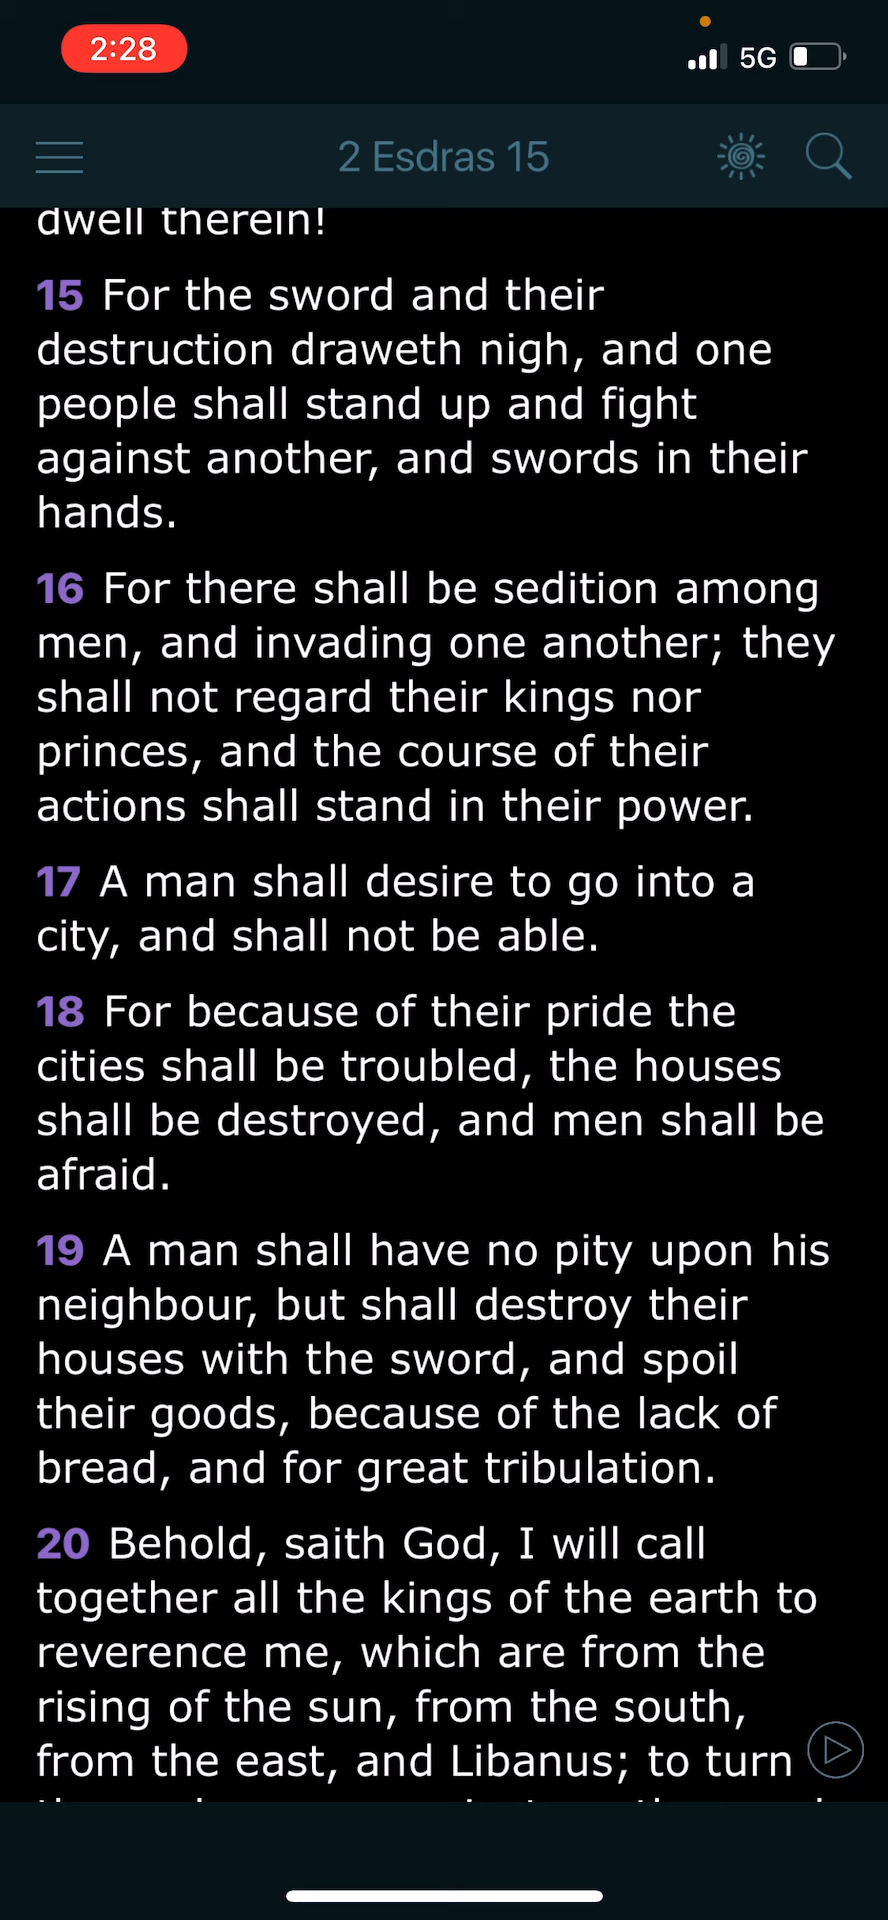 2:28
5G
2 Esdras 15
dwell therein!
15 For the sword and their
destruction draweth nigh, and one
people shall stand up and fight
against another, and swords in their
hands.
16 For there shall be sedition among
men, and invading one another; they
shall not regard their kings nor
princes, and the course of their
actions shall stand in their power.
17 A man shall desire to go into a
city, and shall not be able.
18 For because of their pride the
cities shall be troubled, the houses
shall be destroyed, and men shall be
afraid.
19 A man shall have no pity upon his
neighbour, but shall destroy their
houses with the sword, and spoil
their goods, because of the lack of
bread, and for great tribulation.
20 Behold, saith God, I will call
together all the kings of the earth to
reverence me, which are from the
rising of the sun, from the south,
from the east, and Libanus; to turn